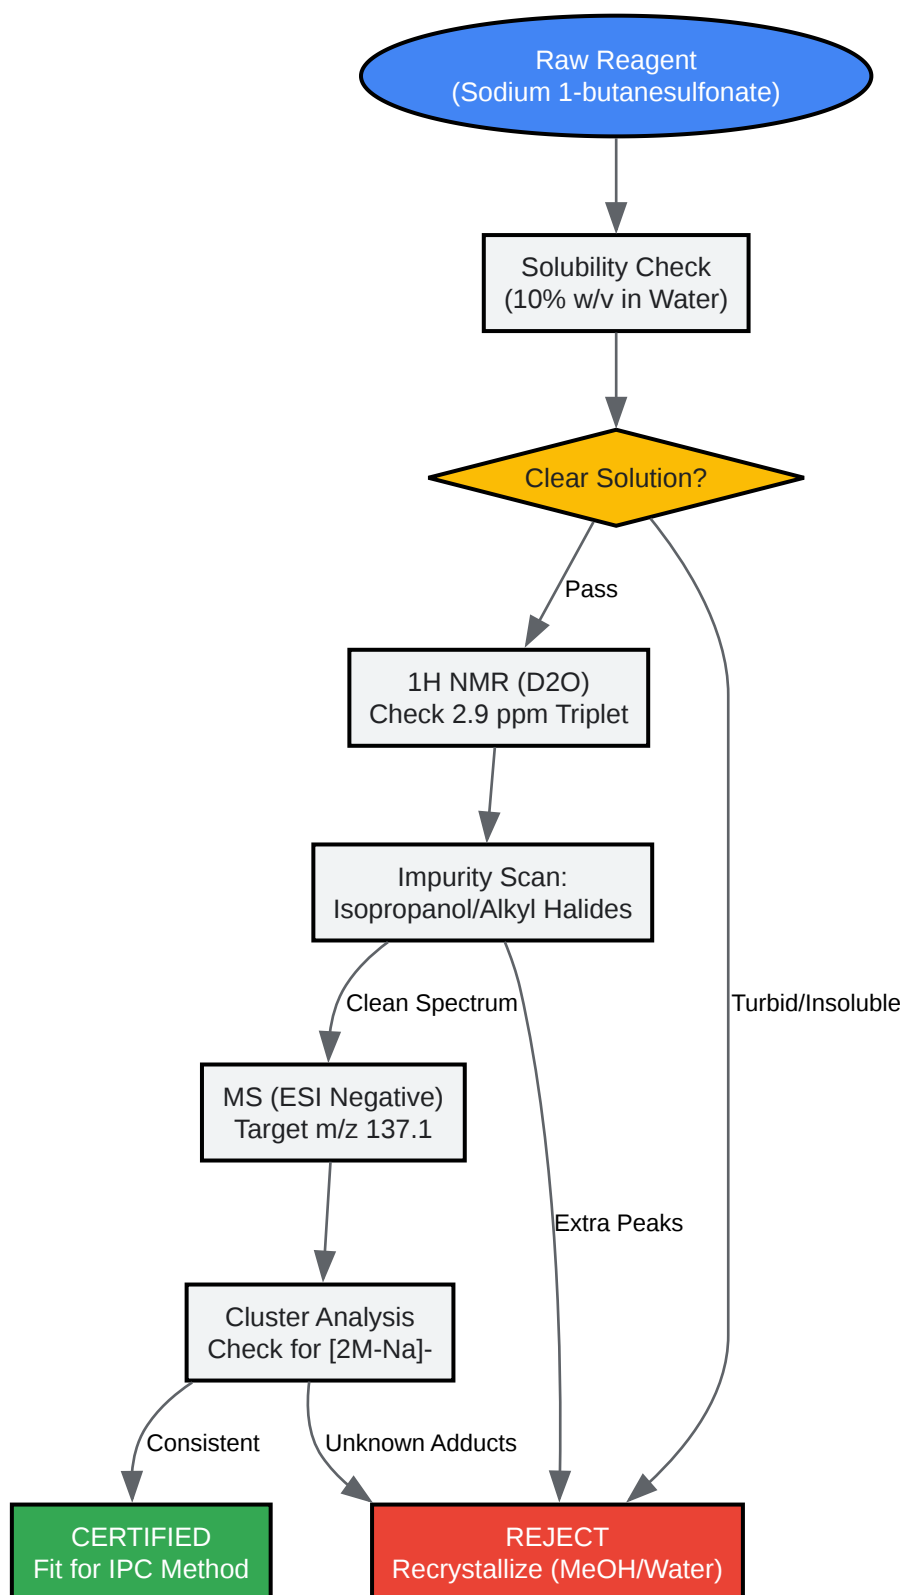 Raw Reagent
(Sodium 1-butanesulfonate)
Solubility Check
(10% w/v in Water)
Clear Solution?
Pass
1H NMR (D2O)
Check 2.9 ppm Triplet
Impurity Scan:
Isopropanol/Alkyl Halides
Clean Spectrum
Turbid/Insoluble
MS (ESI Negative)
Target m/z 137.1
Extra Peaks
Cluster Analysis
Check for [2M-Na]-
Consistent
Unknown Adducts
CERTIFIED
Fit for IPC Method
REJECT
Recrystallize (MeOH/Water)